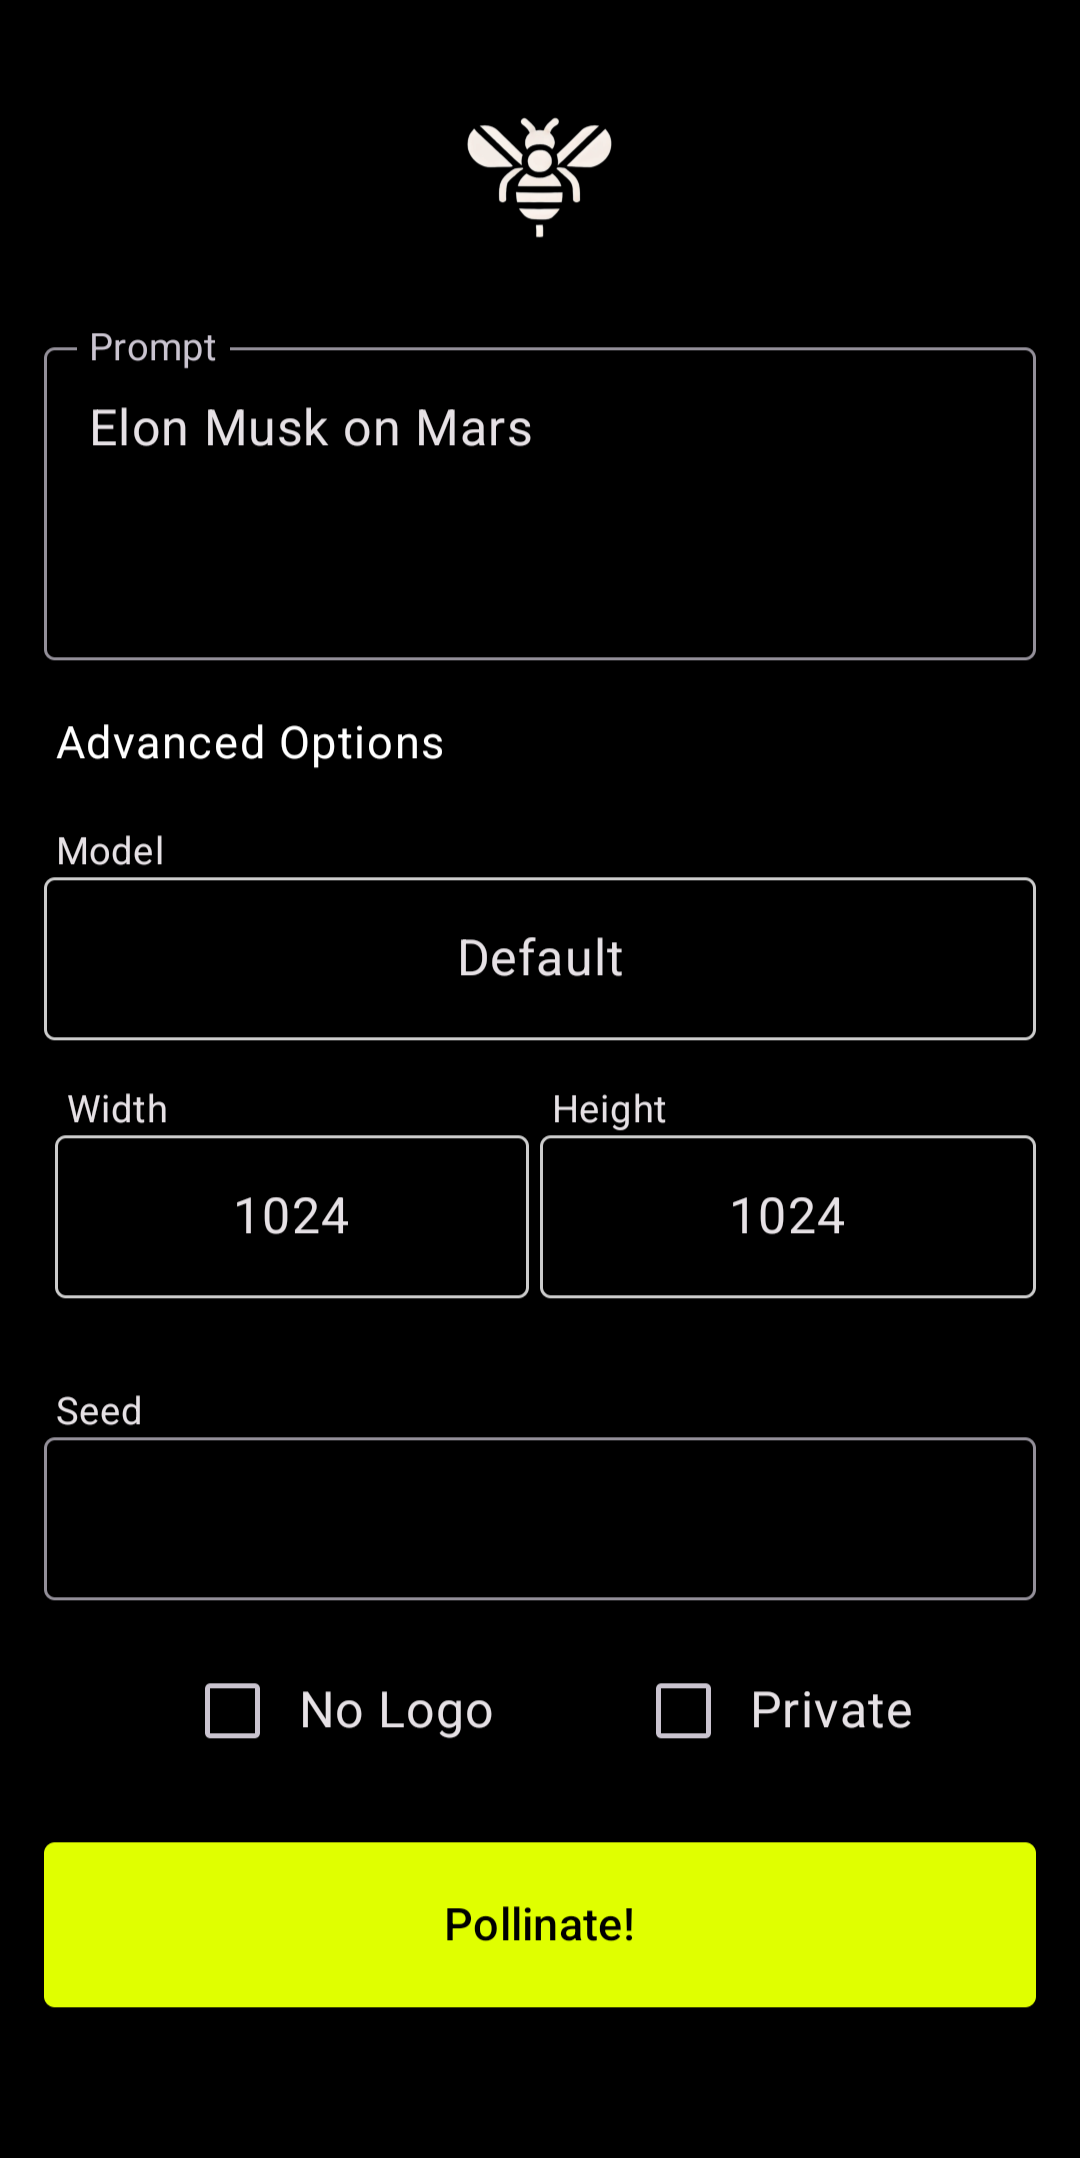 Prompt
Elon Musk on Mars
Advanced Options
Model
Default
Width
Height
1024
1024
Seed
No Logo
Private
Pollinate!